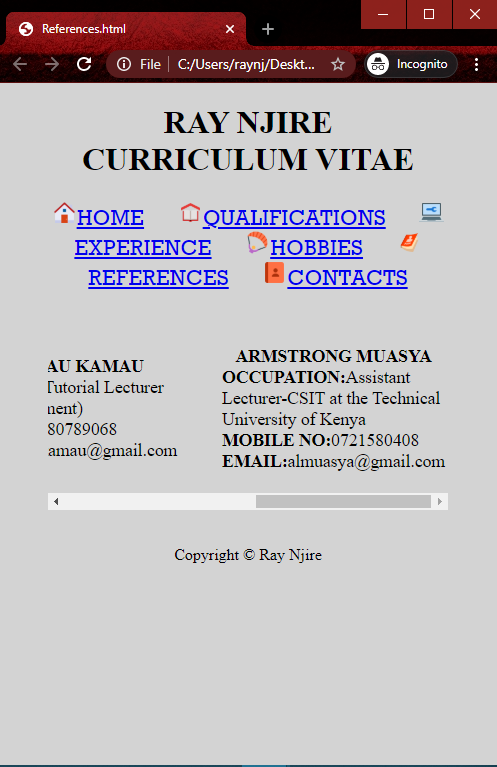 References.html
File C:/Users/raynj/Deskt... Incognito
RAY NJIRE
CURRICULUM VITAE
HOME QUALIFICATIONS
EXPERIENCE HOBBIES
REFERENCES CONTACTS
AU KAMAU
Tutorial Lecturer
nent)
80789068
amau@gmail.com
ARMSTRONG MUASYA
OCCUPATION:Assistant
Lecturer-CSIT at the Technical
University of Kenya
MOBILE NO:0721580408
EMAIL:almuasya@gmail.com
Copyright © Ray Njire